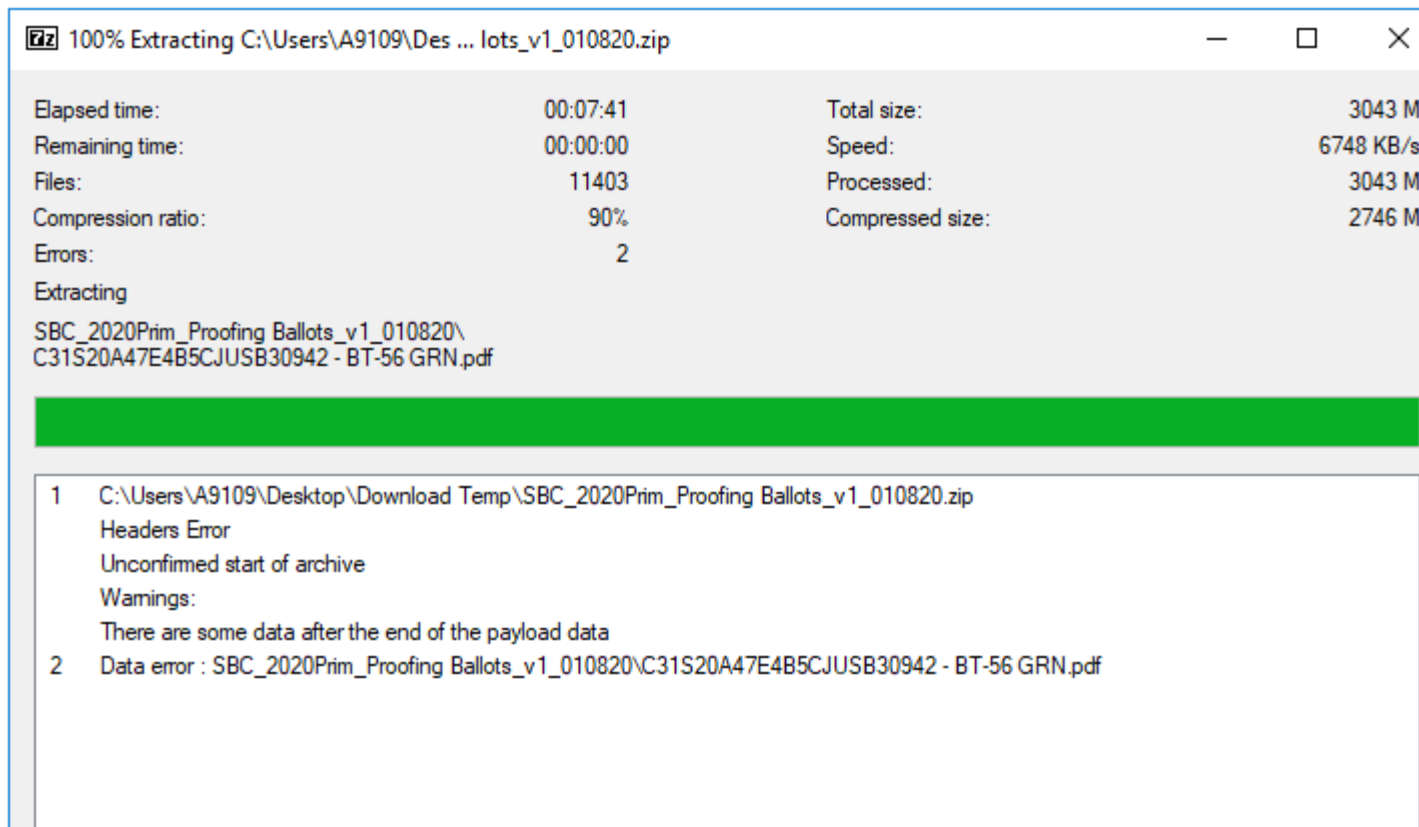 7z 100% Extracting C:\Users\A9109\Des ... lots_v1_010820.zip
Elapsed time: 00:07:41 Total size: 3043 M
Remaining time: 00:00:00 Speed: 6748 KB/s
Files: 11403 Processed: 3043 M
Compression ratio: 90% Compressed size: 2746 M
Errors: 2
Extracting
SBC_2020Prim_Proofing Ballots_v1_010820\
C31S20A47E4B5CJUSB30942 - BT-56 GRN.pdf
1 C:\Users\A9109\Desktop\Download Temp\SBC_2020Prim_Proofing Ballots_v1_010820.zip
Headers Error
Unconfirmed start of archive
Warnings:
There are some data after the end of the payload data
2 Data error : SBC_2020Prim_Proofing Ballots_v1_010820\C31S20A47E4B5CJUSB30942 - BT-56 GRN.pdf